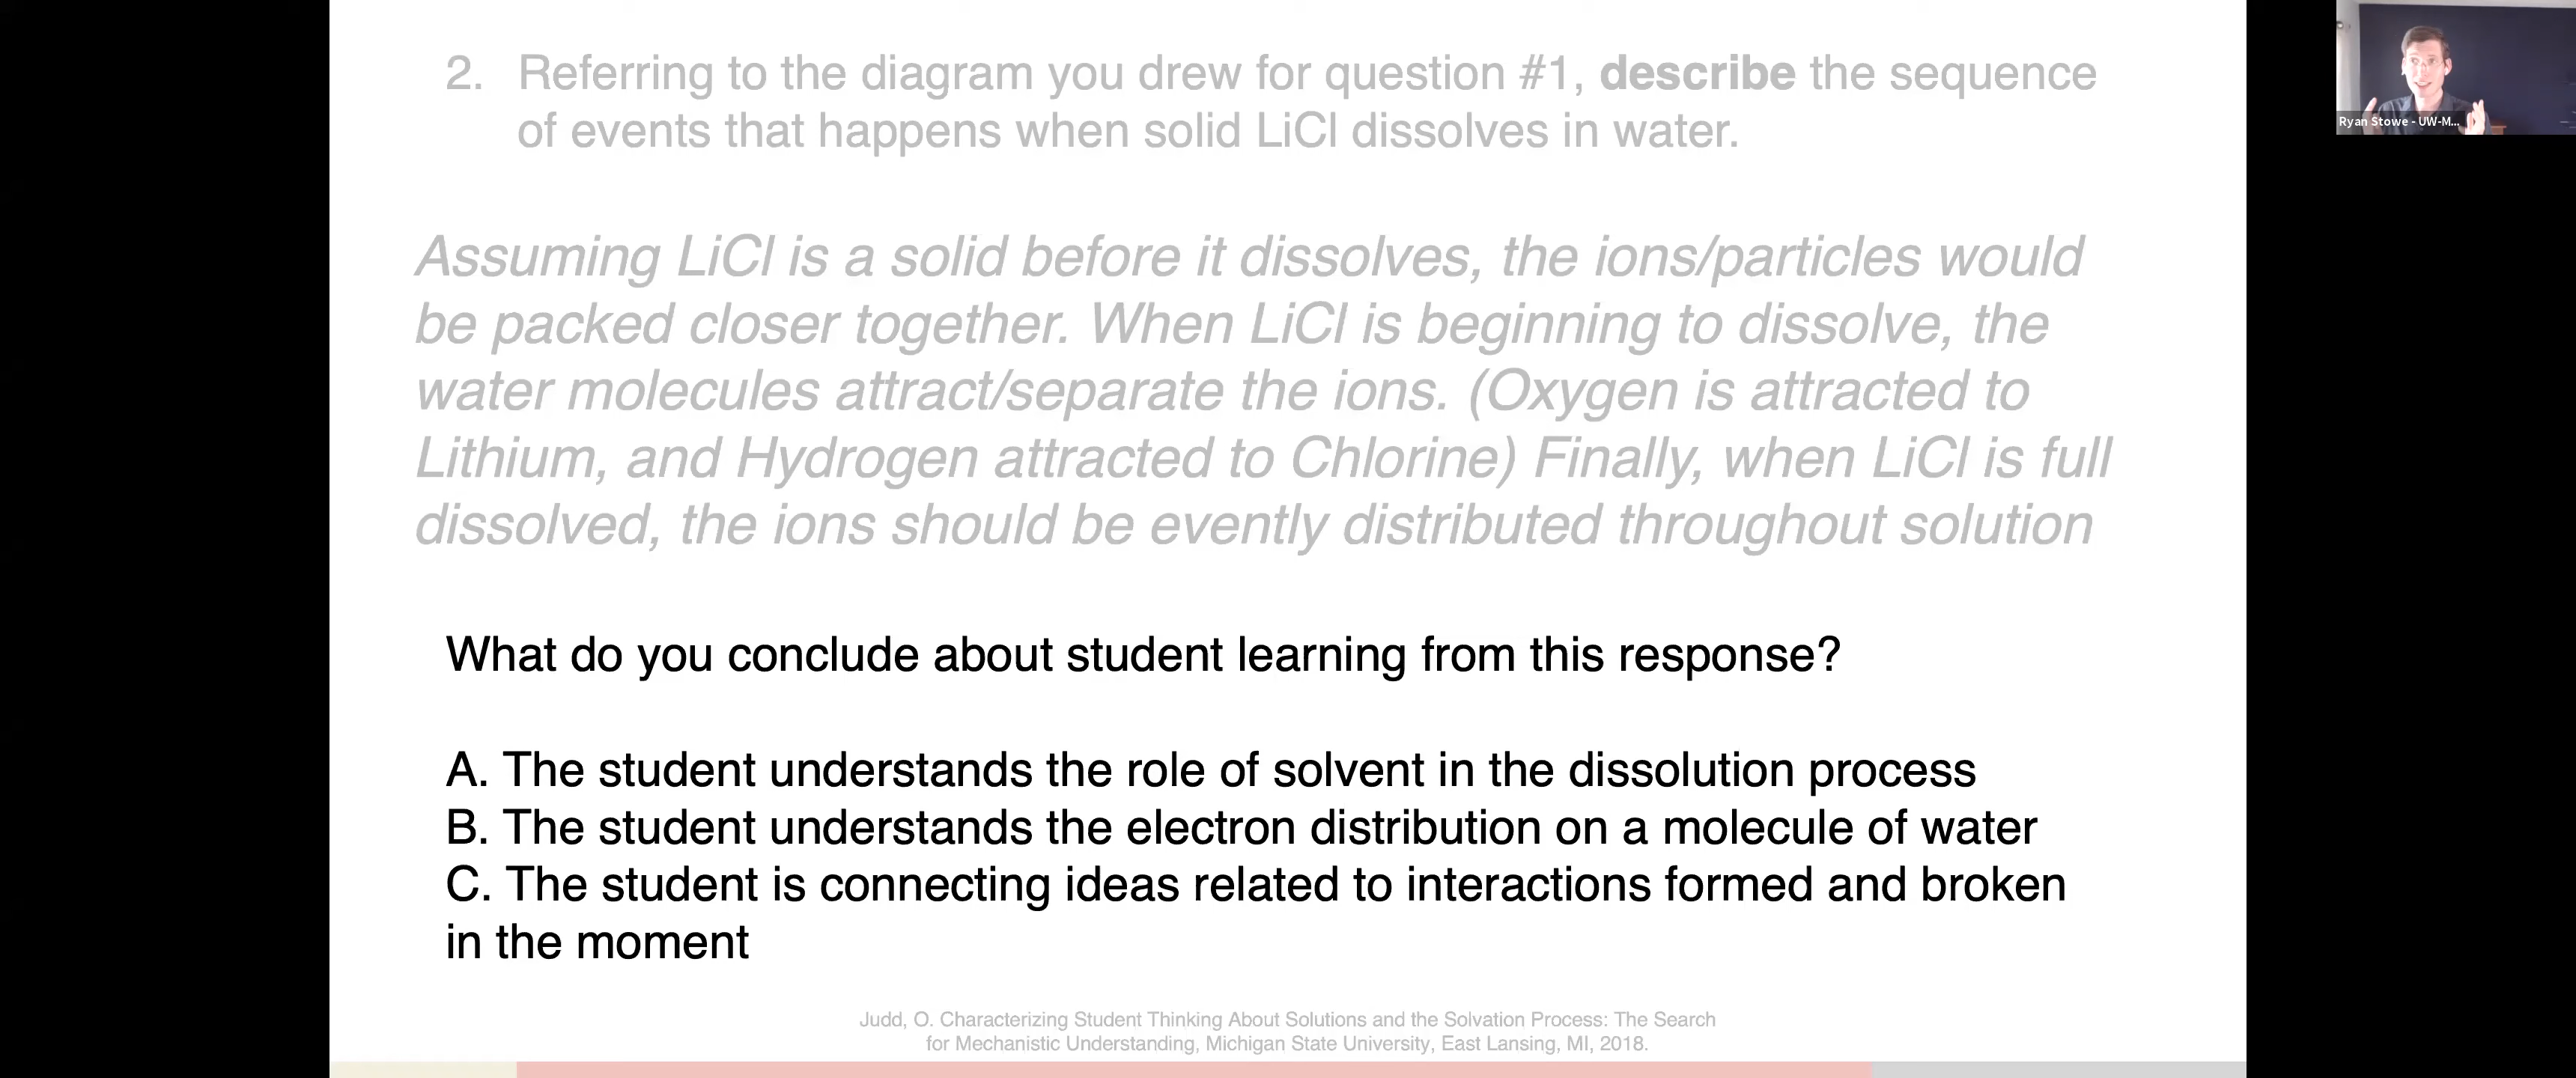 2. Referring to the diagram you drew for question #1, describe the sequence
of events that happens when solid LiCl dissolves in water.
Ryan Stowe - UW-M...
Assuming LiCl is a solid before it dissolves, the ions/particles would
be packed closer together. When LiCl is beginning to dissolve, the
water molecules attract/separate the ions. (Oxygen is attracted to
Lithium, and Hydrogen attracted to Chlorine) Finally, when LiCl is full
dissolved, the ions should be evently distributed throughout solution
What do you conclude about student learning from this response?
A. The student understands the role of solvent in the dissolution process
B. The student understands the electron distribution on a molecule of water
C. The student is connecting ideas related to interactions formed and broken
in the moment
Judd, O. Characterizing Student Thinking About Solutions and the Solvation Process: The Search
for Mechanistic Understanding, Michigan State University, East Lansing, MI, 2018.